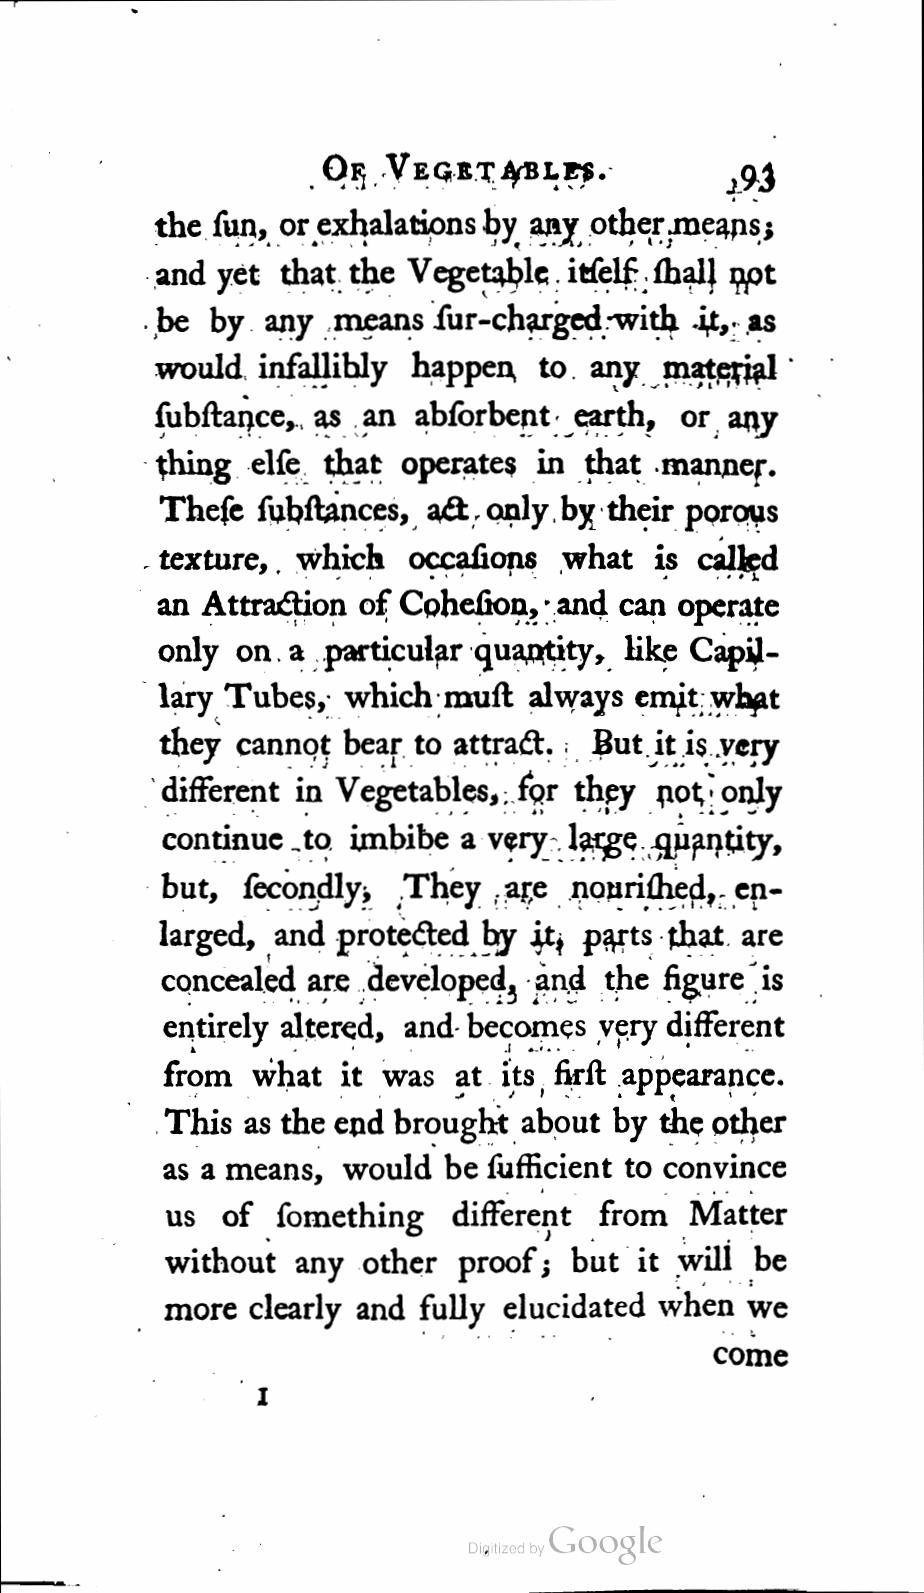 OF VEGETABLES. 93
the ſun, or exhalations by any other means;
and yet that the Vegetable itſelf ſhall not
be by any means ſur-charged with it, as
would infallibly happen to any material
ſubſtance, as an abſorbent earth, or any
thing elſe that operates in that manner.
Theſe ſubſtances, act only by their porous
texture, which occaſions what is called
an Attraction of Coheſion, and can operate
only on a particular quantity, like Capil-
lary Tubes, which muſt always emit what
they cannot bear to attract. But it is very
different in Vegetables, for they not only
continue to imbibe a very large quantity,
but, ſecondly, They are nouriſhed, en-
larged, and protected by it; parts that are
concealed are developed, and the figure is
entirely altered, and becomes very different
from what it was at its firſt appearance.
This as the end brought about by the other
as a means, would be ſufficient to convince
us of ſomething different from Matter
without any other proof; but it will be
more clearly and fully elucidated when we
come
I
Digitized by Google